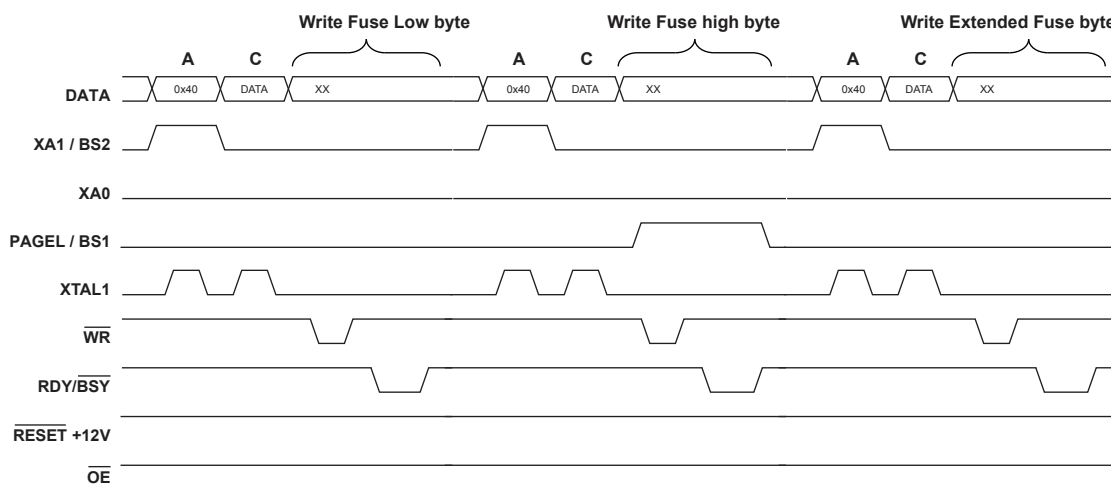 Write Fuse Low byte Write Fuse high byte Write Extended Fuse byte
A C A C A C
DATA 0x40 DATA XX 0x40 DATA XX 0x40 DATA XX
XA1 / BS2
XA0
PAGEL / BS1
XTAL1
WR
RDY/BSY
RESET +12V
OE